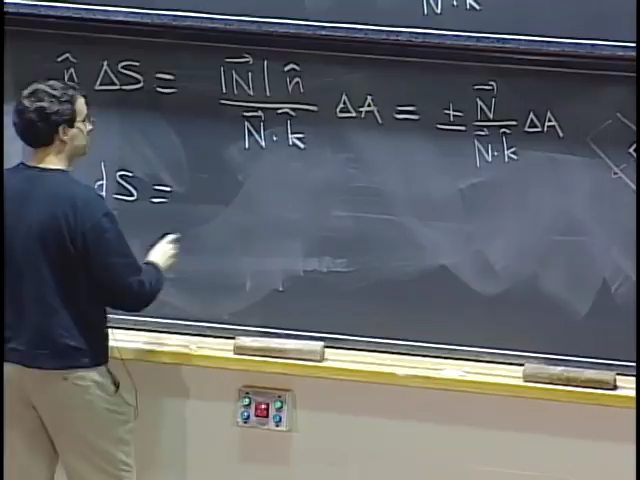 N·k̂
n̂ ΔS = |N⃗| n̂ / N⃗·k̂ ΔA = ± N⃗ / N⃗·k̂ ΔA
dS =